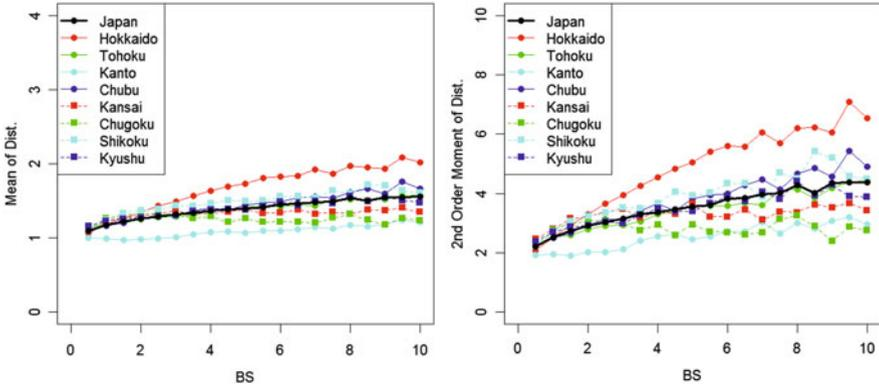 Japan
Hokkaido
Tohoku
Kanto
Chubu
Kansai
Chugoku
Shikoku
Kyushu
Mean of Dist.
0 1 2 3 4
0 2 4 6 8 10
BS
Japan
Hokkaido
Tohoku
Kanto
Chubu
Kansai
Chugoku
Shikoku
Kyushu
2nd Order Moment of Dist.
0 2 4 6 8 10
0 2 4 6 8 10
BS